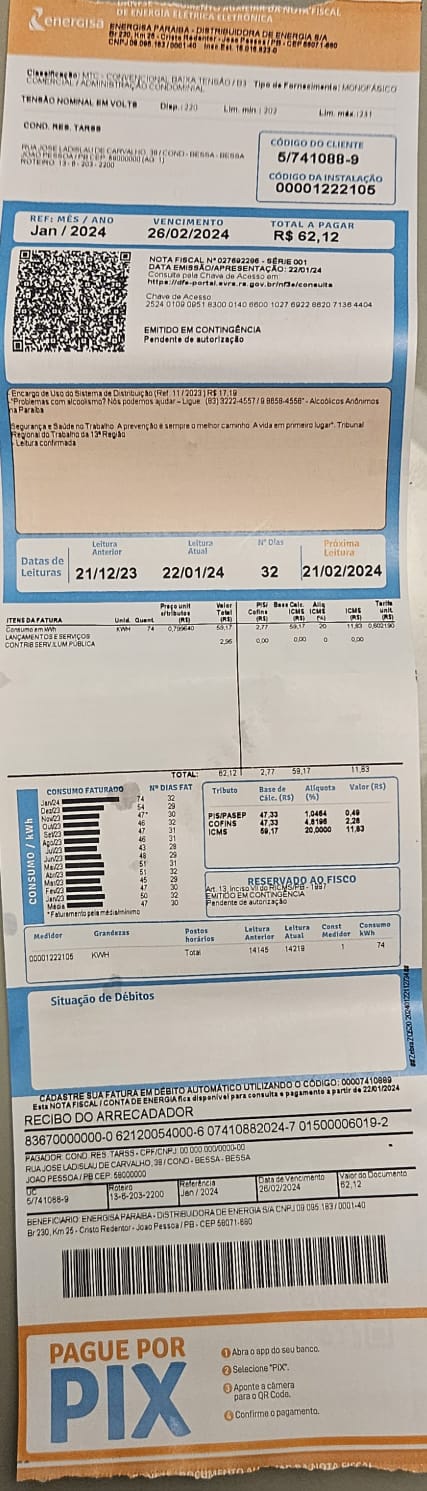 DE ENERGIA ELÉTRICA ELETRÔNICA
energisa
ENERGISA PARAÍBA - DISTRIBUIDORA DE ENERGIA S/A
Br 230, Km 25 - Cristo Redentor - Joao Pessoa / PB - CEP 58071-680
CNPJ 09.095.183/0001-40 Insc Est. 16.015.823-0
Classificação: MTC - CONVENCIONAL BAIXA TENSÃO / B3 Tipo de Fornecimento: MONOFÁSICO
COMERCIAL / ADMINISTRAÇÃO CONDOMINIAL
TENSÃO NOMINAL EM VOLTS Disp.: 220 Lim. min.: 202 Lim. máx.: 231
COND. RES. TARSS
RUA JOSE LADISLAU DE CARVALHO, 38 / COND - BESSA - BESSA
JOAO PESSOA / PB CEP: 58000000 (AG: 1)
ROTEIRO: 13-6-203-2200
CÓDIGO DO CLIENTE
5/741088-9
CÓDIGO DA INSTALAÇÃO
00001222105
REF: MÊS / ANO VENCIMENTO TOTAL A PAGAR
Jan / 2024 26/02/2024 R$ 62,12
NOTA FISCAL Nº 027692296 - SÉRIE 001
DATA EMISSÃO/APRESENTAÇÃO: 22/01/24
Consulte pela Chave de Acesso em:
https://dfe-portal.svrs.rs.gov.br/nf3e/consulta
Chave de Acesso
2524 0109 0951 8300 0140 6600 1027 6922 9620 7136 4404
EMITIDO EM CONTINGÊNCIA
Pendente de autorização
- Encargo de Uso do Sistema de Distribuição (Ref. 11/2023) R$ 17,19
"Problemas com alcoolismo? Nós podemos ajudar – Ligue: (83) 3222-4557 / 9 8858-4556" - Alcoólicos Anônimos
na Paraíba
Segurança e Saúde no Trabalho. A prevenção é sempre o melhor caminho. A vida em primeiro lugar". Tribunal
Regional do Trabalho da 13ª Região
- Leitura confirmada
Datas de Leituras
Leitura Anterior Leitura Atual Nº Dias Próxima Leitura
21/12/23 22/01/24 32 21/02/2024
ITENS DA FATURA Unid. Quant. Preço unit c/tributos (R$) Valor Total (R$) PIS/ Cofins (R$) Base Calc. ICMS (R$) Aliq ICMS (%) ICMS (R$) Tarifa unit. (R$)
Consumo em kWh KWH 74 0,799640 59,17 2,77 59,17 20 11,83 0,602190
LANÇAMENTOS E SERVIÇOS
CONTRIB SERV ILUM PÚBLICA 2,95 0,00 0,00 0 0,00
TOTAL: 62,12 2,77 59,17 11,83
CONSUMO / kWh
CONSUMO FATURADO Nº DIAS FAT
Jan/24 74 32
Dez/23 54 29
Nov/23 47* 30
Out/23 46 32
Set/23 47 31
Ago/23 46 31
Jul/23 43 28
Jun/23 48 29
Mai/23 51 31
Abr/23 51 32
Mar/23 45 29
Fev/23 47 30
Jan/23 50 32
Média 47 30
*Faturamento pela média/mínimo
Tributo Base de Cálc. (R$) Alíquota (%) Valor (R$)
PIS/PASEP 47,33 1,0464 0,49
COFINS 47,33 4,8196 2,28
ICMS 59,17 20,0000 11,83
RESERVADO AO FISCO
Art. 13, Inciso VII do RICMS/PB - 1997
EMITIDO EM CONTINGÊNCIA
Pendente de autorização
Medidor Grandezas Postos horários Leitura Anterior Leitura Atual Const Medidor Consumo kWh
00001222105 KWH Total 14145 14219 1 74
Situação de Débitos
CADASTRE SUA FATURA EM DÉBITO AUTOMÁTICO UTILIZANDO O CÓDIGO: 00007410889
Esta NOTA FISCAL / CONTA DE ENERGIA fica disponível para consulta e pagamento a partir de 22/01/2024
RECIBO DO ARRECADADOR
83670000000-0 62120054000-6 07410882024-7 01500006019-2
PAGADOR: COND. RES. TARSS - CPF/CNPJ: 00.000.000/0000-00
RUA JOSE LADISLAU DE CARVALHO, 38 / COND - BESSA - BESSA
JOAO PESSOA / PB CEP: 58000000
UC Roteiro Referência Data de Vencimento Valor do Documento
5/741088-9 13-6-203-2200 Jan / 2024 26/02/2024 62,12
BENEFICIARIO: ENERGISA PARAIBA - DISTRIBUIDORA DE ENERGIA S/A CNPJ 09.095.183/0001-40
Br 230, Km 25 - Cristo Redentor - Joao Pessoa / PB - CEP 58071-680
PAGUE POR
PIX
1 Abra o app do seu banco.
2 Selecione "PIX".
3 Aponte a câmera
para o QR Code.
4 Confirme o pagamento.